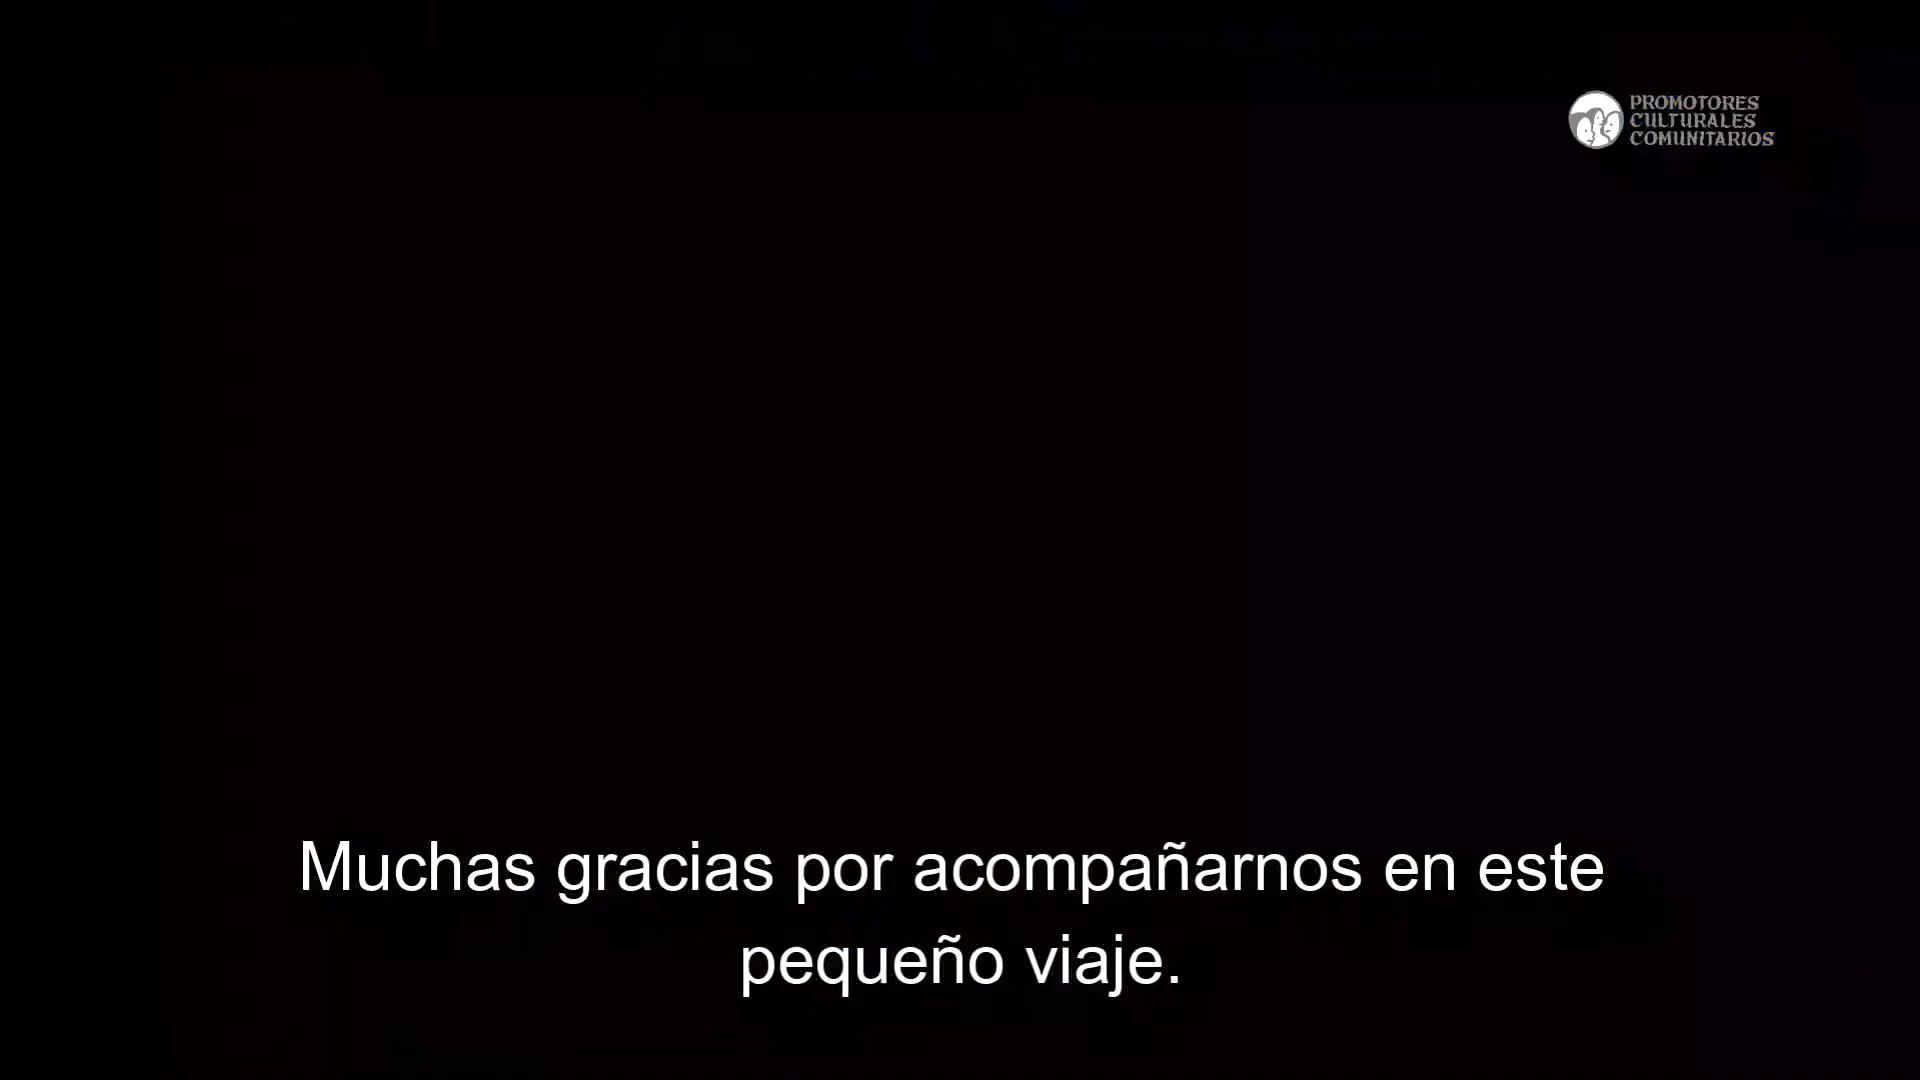 PROMOTORES
CULTURALES
COMUNITARIOS
Muchas gracias por acompañarnos en este
pequeño viaje.